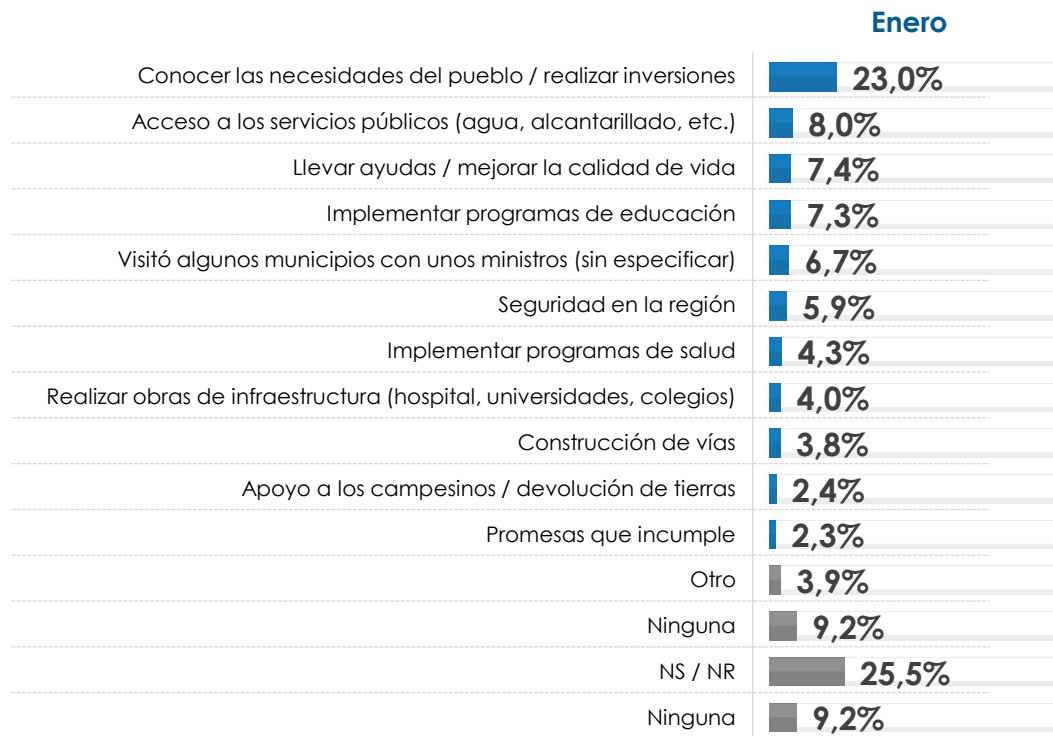 Enero
Conocer las necesidades del pueblo / realizar inversiones 23,0%
Acceso a los servicios públicos (agua, alcantarillado, etc.) 8,0%
Llevar ayudas / mejorar la calidad de vida 7,4%
Implementar programas de educación 7,3%
Visitó algunos municipios con unos ministros (sin especificar) 6,7%
Seguridad en la región 5,9%
Implementar programas de salud 4,3%
Realizar obras de infraestructura (hospital, universidades, colegios) 4,0%
Construcción de vías 3,8%
Apoyo a los campesinos / devolución de tierras 2,4%
Promesas que incumple 2,3%
Otro 3,9%
Ninguna 9,2%
NS / NR 25,5%
Ninguna 9,2%